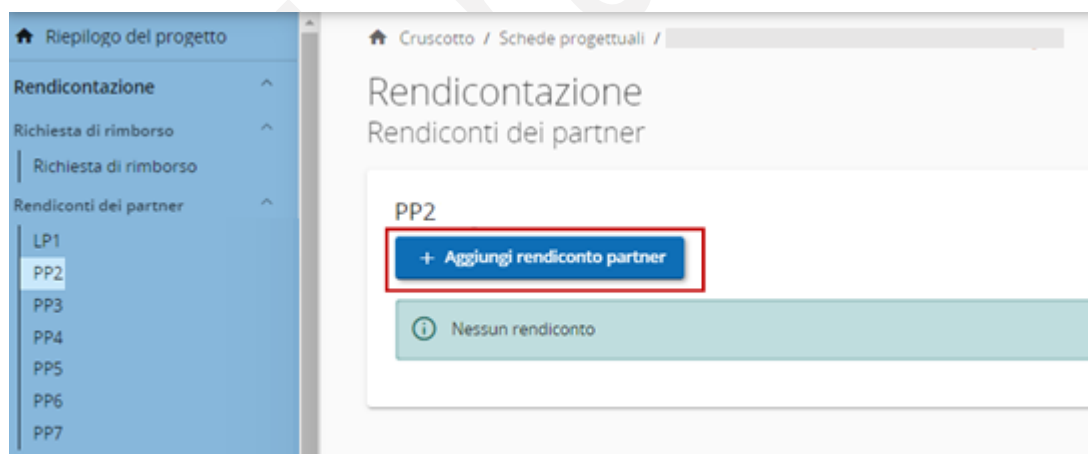 Riepilogo del progetto
Rendicontazione
Richiesta di rimborso
Richiesta di rimborso
Rendiconti dei partner
LP1
PP2
PP3
PP4
PP5
PP6
PP7
Cruscotto / Schede progettuali /
Rendicontazione
Rendiconti dei partner
PP2
+ Aggiungi rendiconto partner
Nessun rendiconto